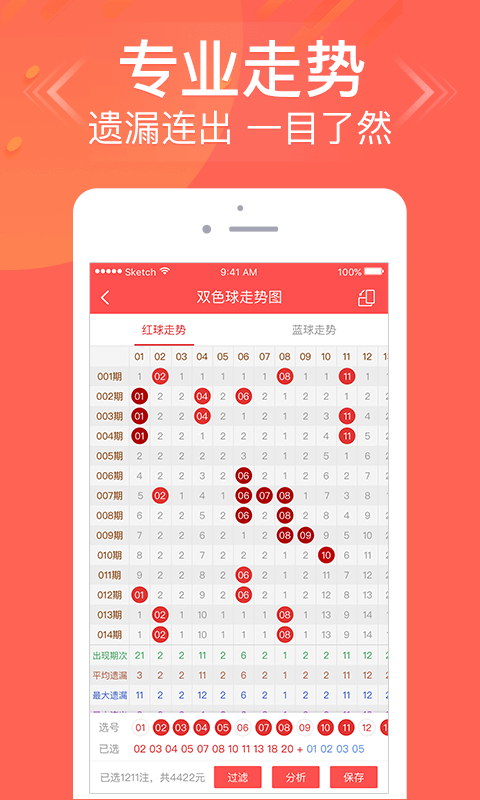 专业走势
遗漏连出 一目了然
Sketch 9:41 AM 100%
双色球走势图
红球走势 蓝球走势
01 02 03 04 05 06 07 08 09 10 11 12
001期 1 02 1 1 1 1 1 08 1 1 11 1
002期 01 2 2 04 2 06 2 1 2 2 1 2
003期 01 2 2 04 2 1 2 2 2 2 11 2
004期 01 2 2 1 2 2 2 2 4 2 11 2
005期 2 2 2 2 3 2 1 2 2 5 1 6
006期 4 2 2 3 2 06 2 1 2 6 2 7
007期 5 02 1 4 1 06 07 08 1 7 3 8
008期 6 2 2 5 2 06 2 08 2 8 4 9
009期 7 2 2 6 2 1 2 08 09 9 5 10
010期 8 2 2 7 2 2 2 1 2 10 6 11
011期 9 2 2 8 2 06 1 2 11 7 12
012期 01 2 2 9 2 06 2 1 2 12 8 13
013期 1 02 1 10 1 1 1 08 1 13 9 14
014期 1 02 1 10 1 1 1 08 1 13 9 14
出现期次 21 2 2 11 2 6 2 1 2 2 11 12
平均遗漏 3 2 2 11 2 6 2 1 2 2 11 12
最大遗漏 11 2 2 12 2 6 2 1 2 2 11 12
选号 01 02 03 04 05 06 07 08 09 10 11 12
已选 02 03 04 05 07 08 10 11 13 18 20 + 01 02 03 05
已选1211注，共4422元 过滤 分析 保存